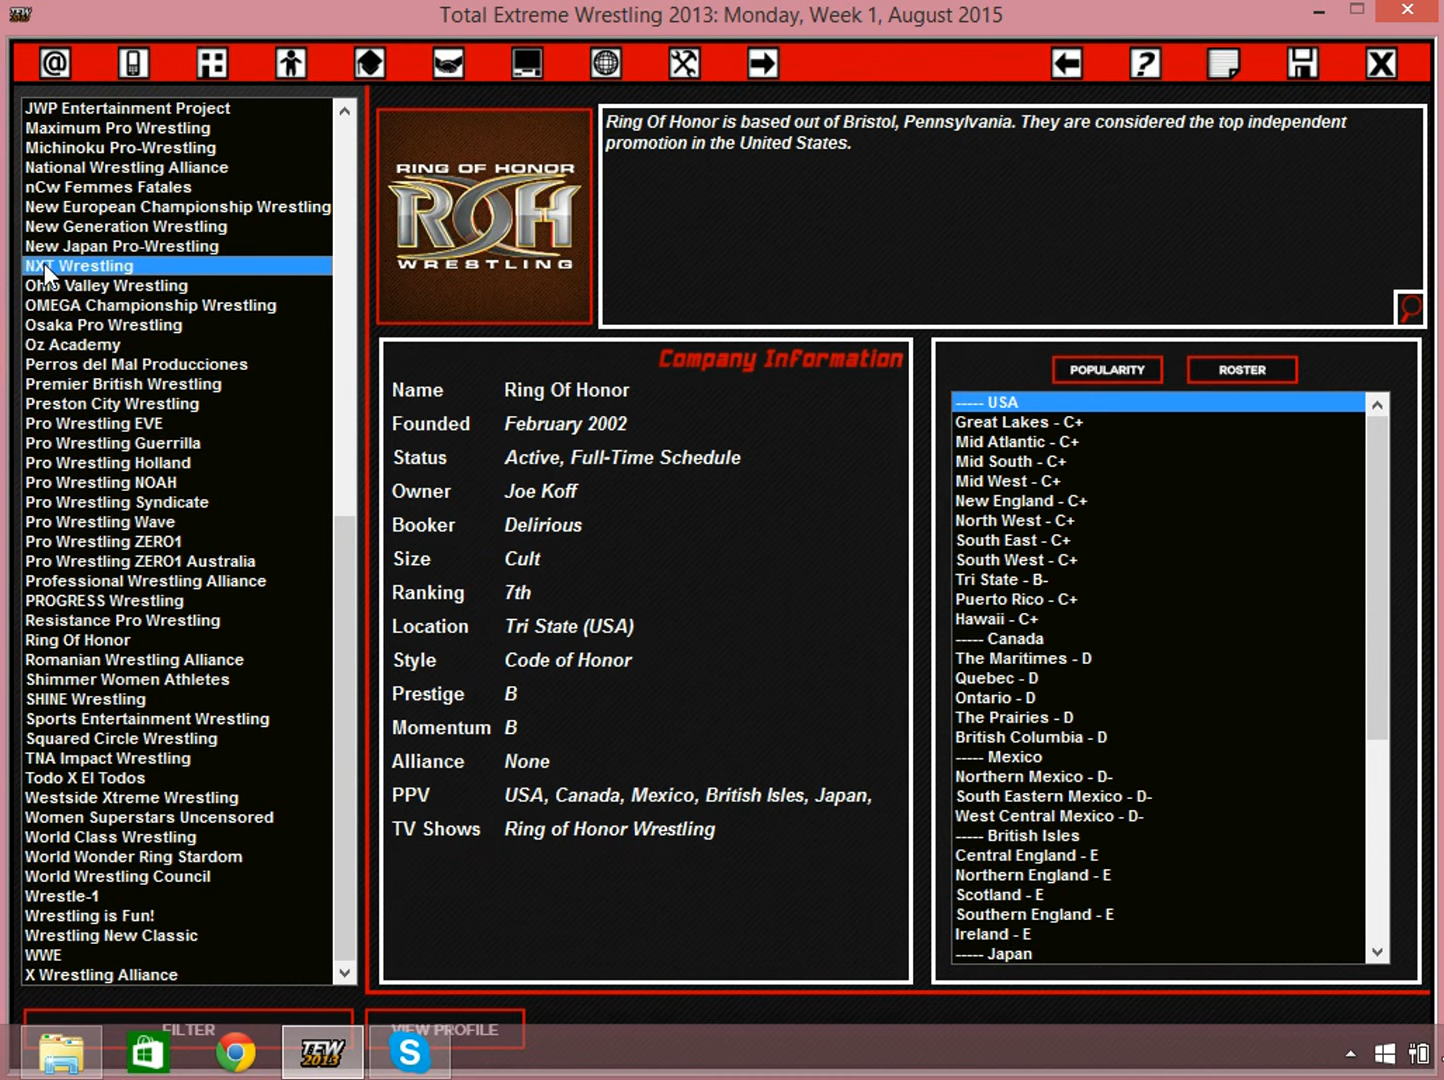 Total Extreme Wrestling 2013: Monday, Week 1, August 2015
JWP Entertainment Project
Maximum Pro Wrestling
Michinoku Pro-Wrestling
National Wrestling Alliance
nCw Femmes Fatales
New European Championship Wrestling
New Generation Wrestling
New Japan Pro-Wrestling
NXT Wrestling
Ohio Valley Wrestling
OMEGA Championship Wrestling
Osaka Pro Wrestling
Oz Academy
Perros del Mal Producciones
Premier British Wrestling
Preston City Wrestling
Pro Wrestling EVE
Pro Wrestling Guerrilla
Pro Wrestling Holland
Pro Wrestling NOAH
Pro Wrestling Syndicate
Pro Wrestling Wave
Pro Wrestling ZERO1
Pro Wrestling ZERO1 Australia
Professional Wrestling Alliance
PROGRESS Wrestling
Resistance Pro Wrestling
Ring Of Honor
Romanian Wrestling Alliance
Shimmer Women Athletes
SHINE Wrestling
Sports Entertainment Wrestling
Squared Circle Wrestling
TNA Impact Wrestling
Todo X El Todos
Westside Xtreme Wrestling
Women Superstars Uncensored
World Class Wrestling
World Wonder Ring Stardom
World Wrestling Council
Wrestle-1
Wrestling is Fun!
Wrestling New Classic
WWE
X Wrestling Alliance
FILTER
RING OF HONOR
ROH
WRESTLING
Ring Of Honor is based out of Bristol, Pennsylvania. They are considered the top independent
promotion in the United States.
Company Information
Name Ring Of Honor
Founded February 2002
Status Active, Full-Time Schedule
Owner Joe Koff
Booker Delirious
Size Cult
Ranking 7th
Location Tri State (USA)
Style Code of Honor
Prestige B
Momentum B
Alliance None
PPV USA, Canada, Mexico, British Isles, Japan,
TV Shows Ring of Honor Wrestling
VIEW PROFILE
POPULARITY ROSTER
----- USA
Great Lakes - C+
Mid Atlantic - C+
Mid South - C+
Mid West - C+
New England - C+
North West - C+
South East - C+
South West - C+
Tri State - B-
Puerto Rico - C+
Hawaii - C+
----- Canada
The Maritimes - D
Quebec - D
Ontario - D
The Prairies - D
British Columbia - D
----- Mexico
Northern Mexico - D-
South Eastern Mexico - D-
West Central Mexico - D-
----- British Isles
Central England - E
Northern England - E
Scotland - E
Southern England - E
Ireland - E
----- Japan
TEW
2013